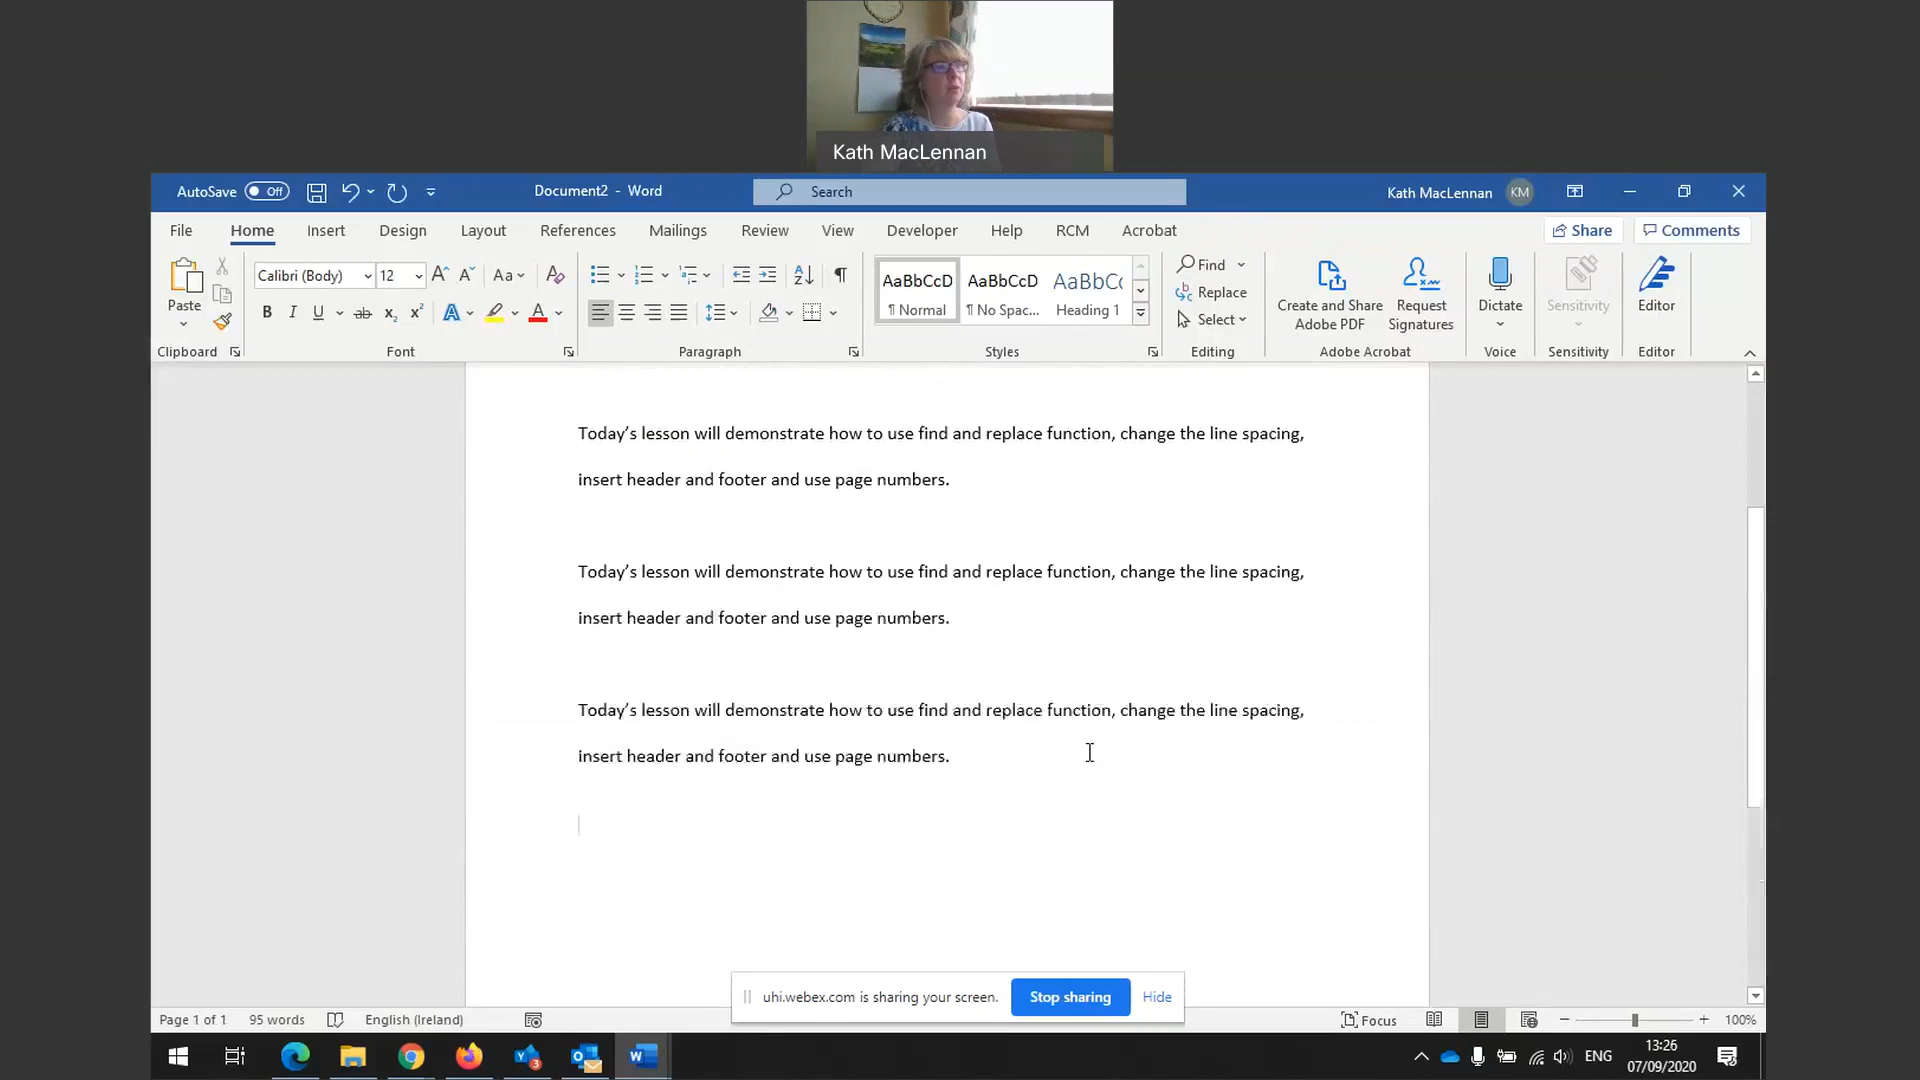 Kath MacLennan
AutoSave Off Document2 - Word Search Kath MacLennan KM
File Home Insert Design Layout References Mailings Review View Developer Help RCM Acrobat Share Comments
Paste
Clipboard
Calibri (Body) 12 Aa
B I U ab x₂ x² A A
Font
Paragraph
AaBbCcD AaBbCcD AaBbCc
¶ Normal ¶ No Spac... Heading 1
Styles
Find
Replace
Select
Editing
Create and Share
Adobe PDF
Request
Signatures
Adobe Acrobat
Dictate
Voice
Sensitivity
Sensitivity
Editor
Editor
Today’s lesson will demonstrate how to use find and replace function, change the line spacing,
insert header and footer and use page numbers.
Today’s lesson will demonstrate how to use find and replace function, change the line spacing,
insert header and footer and use page numbers.
Today’s lesson will demonstrate how to use find and replace function, change the line spacing,
insert header and footer and use page numbers.
uhi.webex.com is sharing your screen. Stop sharing Hide
Page 1 of 1 95 words English (Ireland) Focus 100%
ENG 13:26
07/09/2020